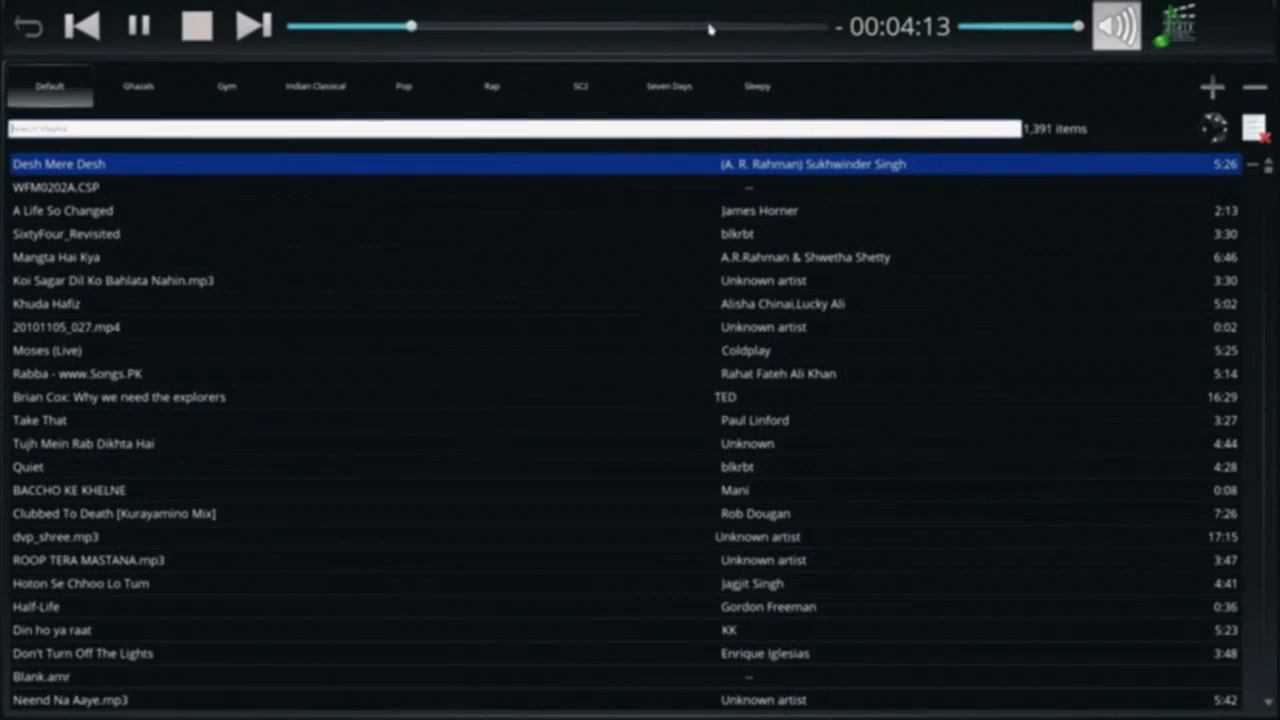 - 00:04:13
Default Ghazals Gym Indian Classical Pop Rap SC2 Seven Days Sleepy
1,391 items
Desh Mere Desh (A. R. Rahman) Sukhwinder Singh 5:26
WFM0202A.CSP --
A Life So Changed James Horner 2:13
SixtyFour_Revisited blkrbt 3:30
Mangta Hai Kya A.R.Rahman & Shwetha Shetty 6:46
Koi Sagar Dil Ko Bahlata Nahin.mp3 Unknown artist 3:30
Khuda Hafiz Alisha Chinai,Lucky Ali 5:02
20101105_027.mp4 Unknown artist 0:02
Moses (Live) Coldplay 5:25
Rabba - www.Songs.PK Rahat Fateh Ali Khan 5:14
Brian Cox: Why we need the explorers TED 16:29
Take That Paul Linford 3:27
Tujh Mein Rab Dikhta Hai Unknown 4:44
Quiet blkrbt 4:28
BACCHO KE KHELNE Mani 0:08
Clubbed To Death [Kurayamino Mix] Rob Dougan 7:26
dvp_shree.mp3 Unknown artist 17:15
ROOP TERA MASTANA.mp3 Unknown artist 3:47
Hoton Se Chhoo Lo Tum Jagjit Singh 4:41
Half-Life Gordon Freeman 0:36
Din ho ya raat KK 5:23
Don't Turn Off The Lights Enrique Iglesias 3:48
Blank.amr --
Neend Na Aaye.mp3 Unknown artist 5:42